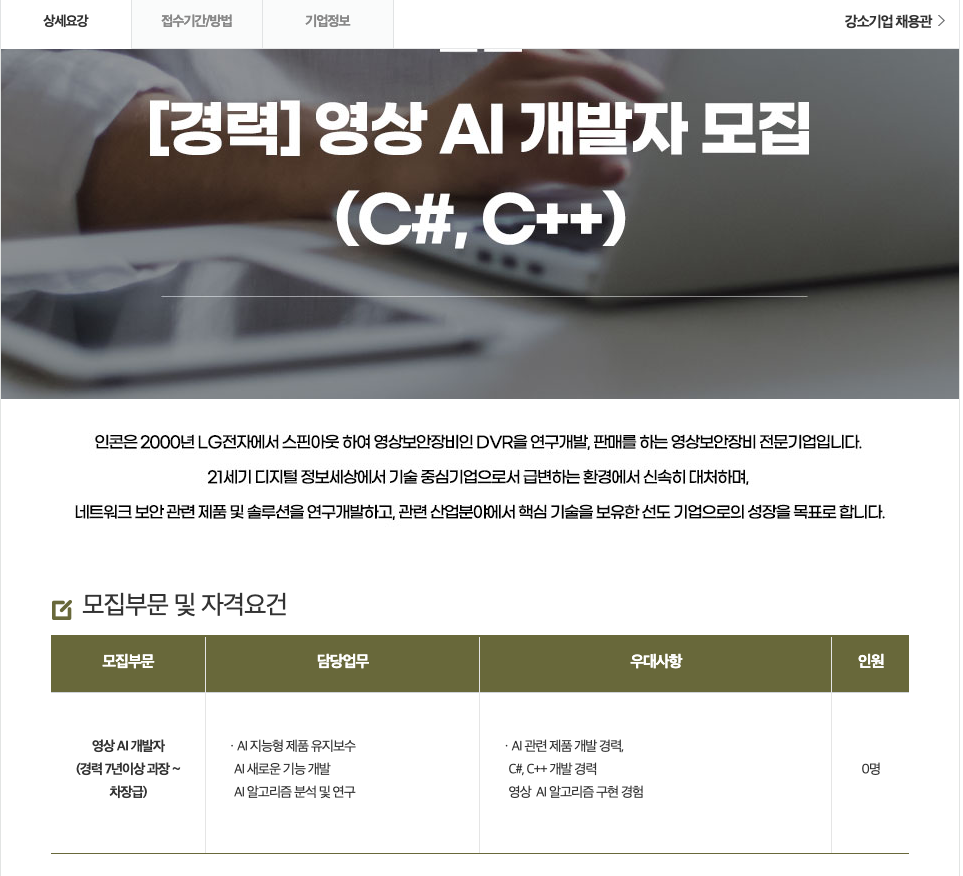 상세요강
접수기간/방법
기업정보
강소기업 채용관
[경력] 영상 AI 개발자 모집
(C#, C++)
인콘은 2000년 LG전자에서 스핀아웃 하여 영상보안장비인 DVR을 연구개발, 판매를 하는 영상보안장비 전문기업입니다.
21세기 디지털 정보세상에서 기술 중심기업으로서 급변하는 환경에서 신속히 대처하며,
네트워크 보안 관련 제품 및 솔루션을 연구개발하고, 관련 산업분야에서 핵심 기술을 보유한 선도 기업으로의 성장을 목표로 합니다.
모집부문 및 자격요건
모집부문
담당업무
우대사항
인원
영상 AI 개발자
(경력 7년이상 과장 ~
차장급)
· AI 지능형 제품 유지보수
AI 새로운 기능 개발
AI 알고리즘 분석 및 연구
· AI 관련 제품 개발 경력,
C#, C++ 개발 경력
영상 AI 알고리즘 구현 경험
0명